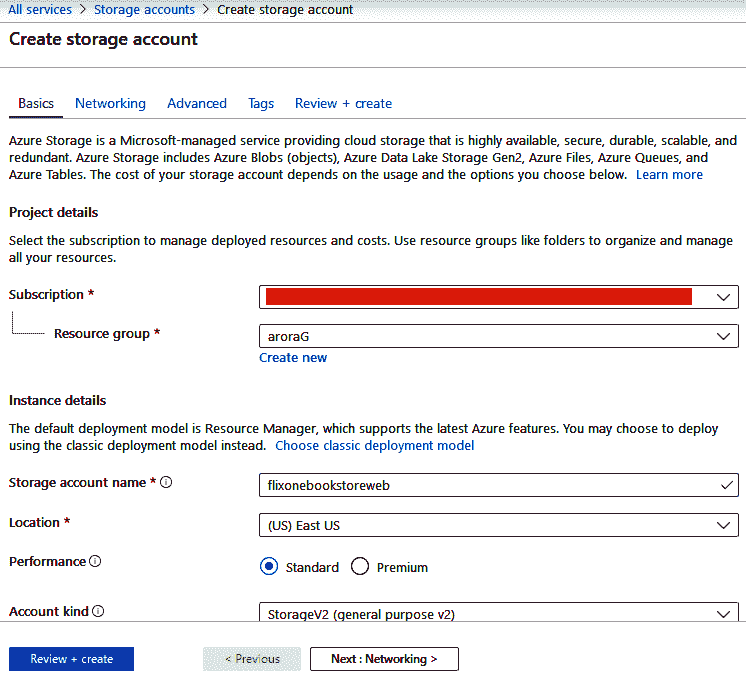 All services > Storage accounts > Create storage account
Create storage account
Basics Networking Advanced Tags Review + create
Azure Storage is a Microsoft-managed service providing cloud storage that is highly available, secure, durable, scalable, and
redundant. Azure Storage includes Azure Blobs (objects), Azure Data Lake Storage Gen2, Azure Files, Azure Queues, and
Azure Tables. The cost of your storage account depends on the usage and the options you choose below. Learn more
Project details
Select the subscription to manage deployed resources and costs. Use resource groups like folders to organize and manage
all your resources.
Subscription *
Resource group * aroraG
Create new
Instance details
The default deployment model is Resource Manager, which supports the latest Azure features. You may choose to deploy
using the classic deployment model instead. Choose classic deployment model
Storage account name * flixonebookstoreweb
Location * (US) East US
Performance Standard Premium
Account kind StorageV2 (general purpose v2)
Review + create < Previous Next : Networking >